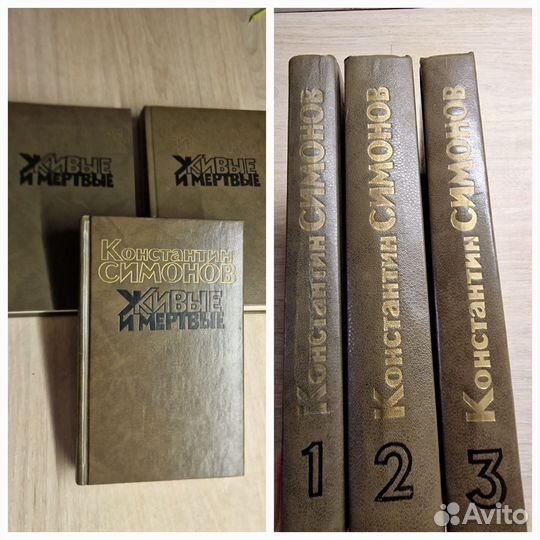 ЖИВЫЕ
И МЕРТВЫЕ
ЖИВЫЕ
И МЕРТВЫЕ
Константин
СИМОНОВ
ЖИВЫЕ
И МЕРТВЫЕ
Константин СИМОНОВ
1
Константин СИМОНОВ
2
Константин СИМОНОВ
3
Avito